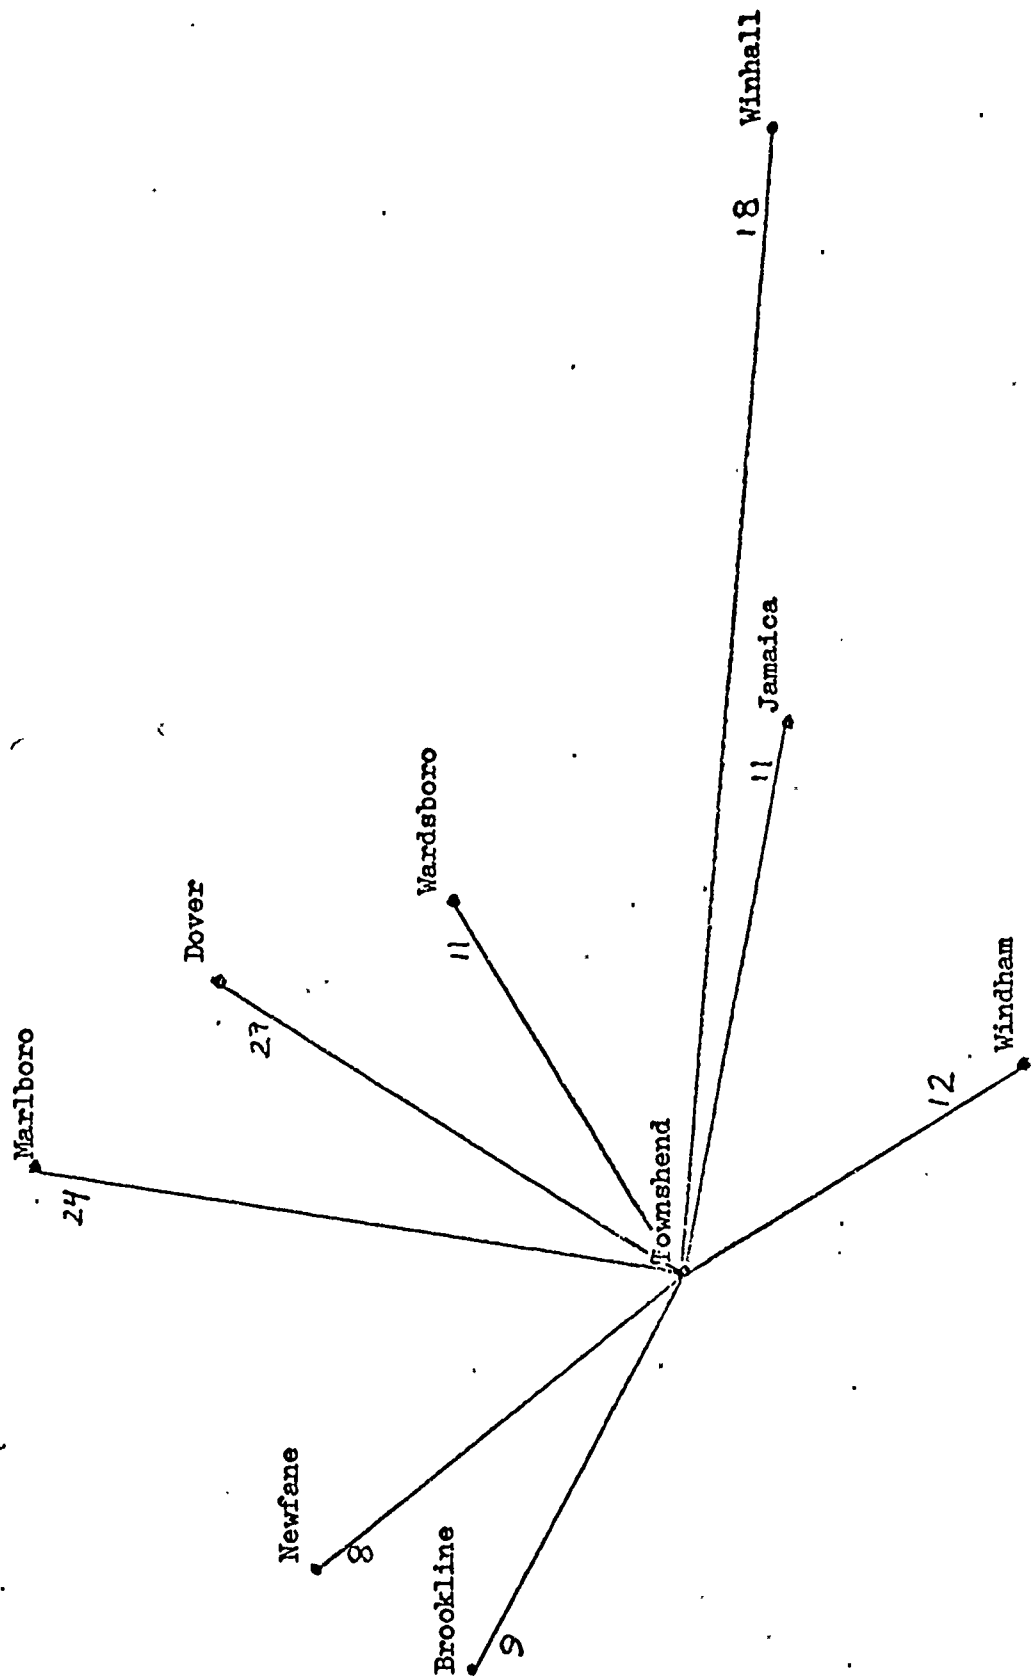 Marlboro
24
Dover
27
Wardsboro
11
Winhall
18
Jamaica
11
Townshend
Windham
12
Newfane
8
Brookline
9